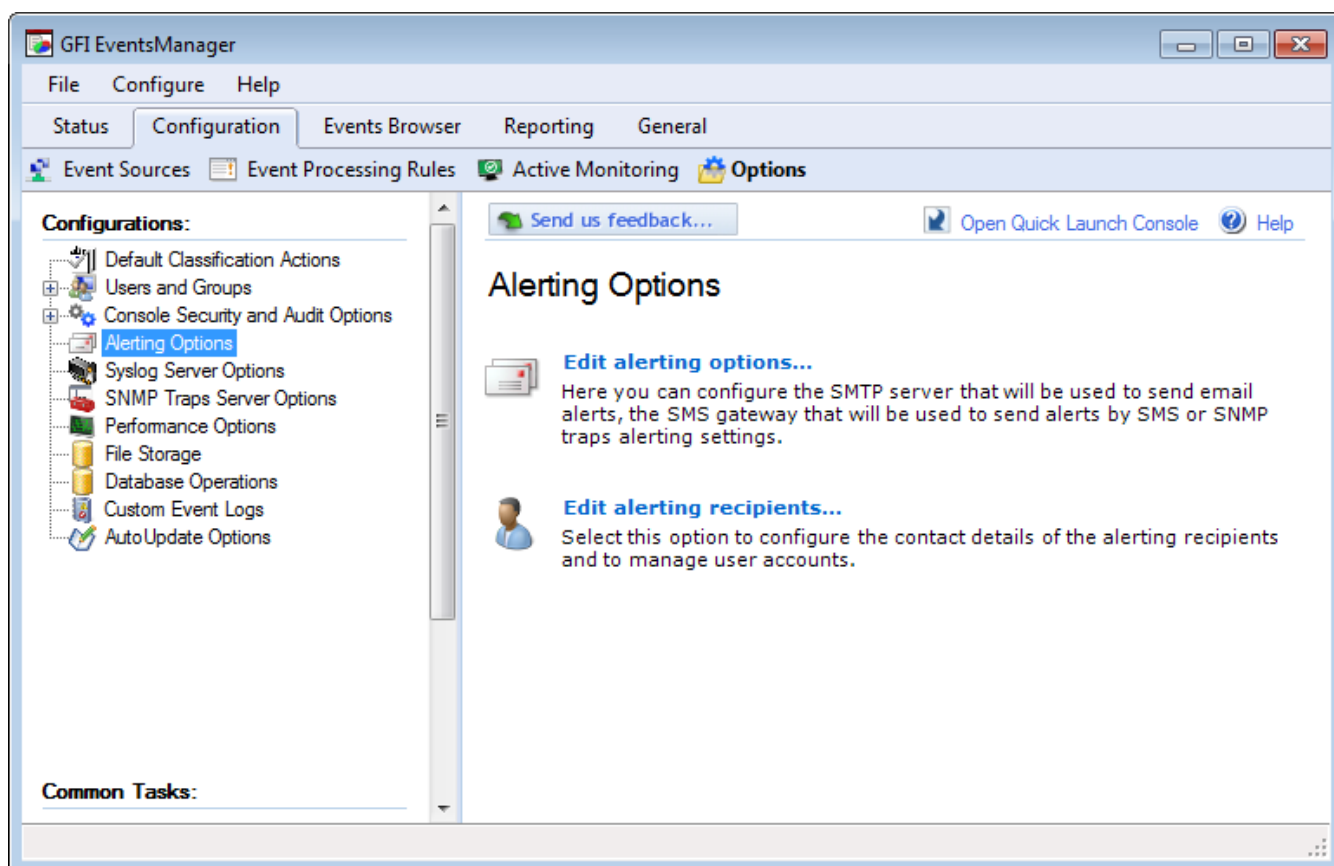 GFI EventsManager
File Configure Help
Status Configuration Events Browser Reporting General
Event Sources Event Processing Rules Active Monitoring Options
Configurations:
Default Classification Actions
Users and Groups
Console Security and Audit Options
Alerting Options
Syslog Server Options
SNMP Traps Server Options
Performance Options
File Storage
Database Operations
Custom Event Logs
AutoUpdate Options
Common Tasks:
Send us feedback... Open Quick Launch Console Help
Alerting Options
Edit alerting options...
Here you can configure the SMTP server that will be used to send email
alerts, the SMS gateway that will be used to send alerts by SMS or SNMP
traps alerting settings.
Edit alerting recipients...
Select this option to configure the contact details of the alerting recipients
and to manage user accounts.